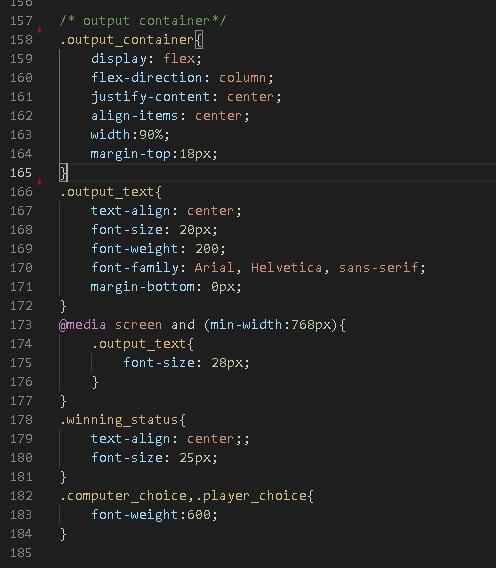 156
157 /* output container*/
158 .output_container{
159 display: flex;
160 flex-direction: column;
161 justify-content: center;
162 align-items: center;
163 width:90%;
164 margin-top:18px;
165 }
166 .output_text{
167 text-align: center;
168 font-size: 20px;
169 font-weight: 200;
170 font-family: Arial, Helvetica, sans-serif;
171 margin-bottom: 0px;
172 }
173 @media screen and (min-width:768px){
174 .output_text{
175 font-size: 28px;
176 }
177 }
178 .winning_status{
179 text-align: center;;
180 font-size: 25px;
181 }
182 .computer_choice,.player_choice{
183 font-weight:600;
184 }
185